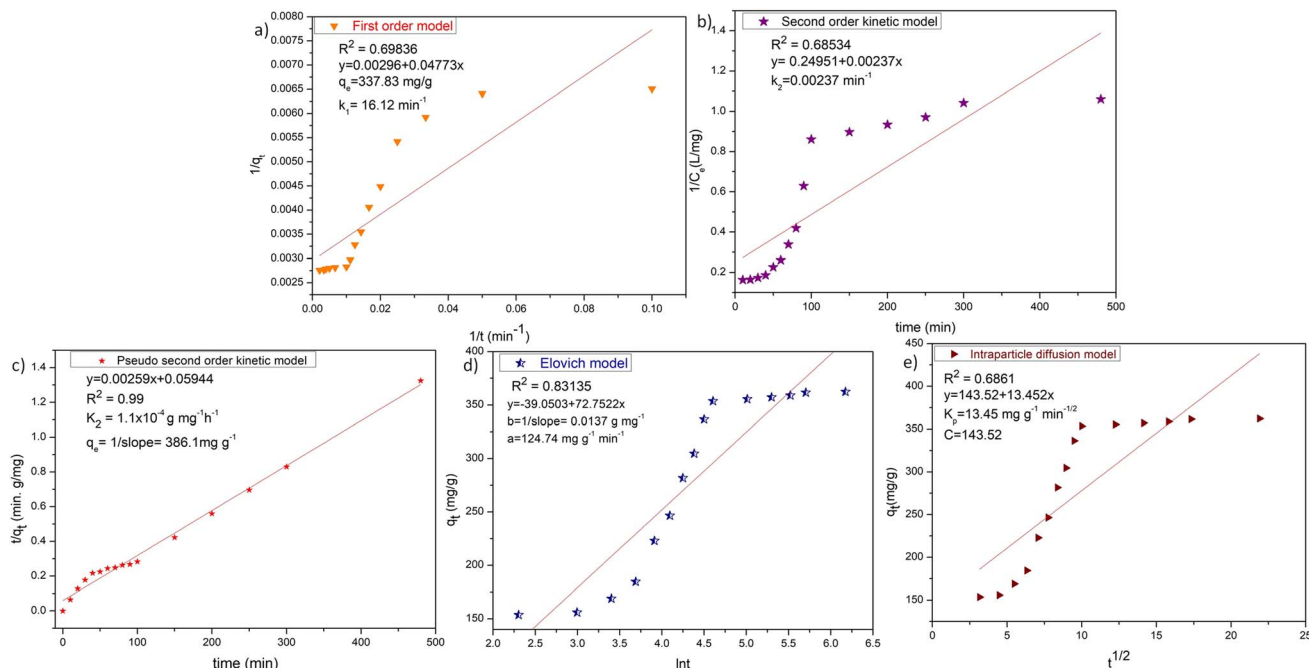 a)
First order model
R² = 0.69836
y=0.00296+0.04773x
qₑ=337.83 mg/g
k₁= 16.12 min⁻¹
0.0080
0.0075
0.0070
0.0065
0.0060
0.0055
0.0050
0.0045
0.0040
0.0035
0.0030
0.0025
1/qₜ
0.00 0.02 0.04 0.06 0.08 0.10
1/t (min⁻¹)
b)
Second order kinetic model
R² = 0.68534
y= 0.24951+0.00237x
k₂=0.00237 min⁻¹
1.4
1.2
1.0
0.8
0.6
0.4
0.2
1/Cₑ(L/mg)
0 100 200 300 400 500
time (min)
c)
Pseudo second order kinetic model
y=0.00259x+0.05944
R² = 0.99
K₂ = 1.1x10⁻⁴ g mg⁻¹h⁻¹
qₑ= 1/slope= 386.1mg g⁻¹
1.4
1.2
1.0
0.8
0.6
0.4
0.2
0.0
t/qₜ (min. g/mg)
0 100 200 300 400 500
time (min)
d)
Elovich model
R² = 0.83135
y=-39.0503+72.7522x
b=1/slope= 0.0137 g mg⁻¹
a=124.74 mg g⁻¹ min⁻¹
400
350
300
250
200
150
qₜ (mg/g)
2.0 2.5 3.0 3.5 4.0 4.5 5.0 5.5 6.0 6.5
lnt
e)
Intraparticle diffusion model
R² = 0.6861
y=143.52+13.452x
Kₚ=13.45 mg g⁻¹ min⁻¹/²
C=143.52
450
400
350
300
250
200
150
qₜ(mg/g)
0 5 10 15 20 25
t¹/²